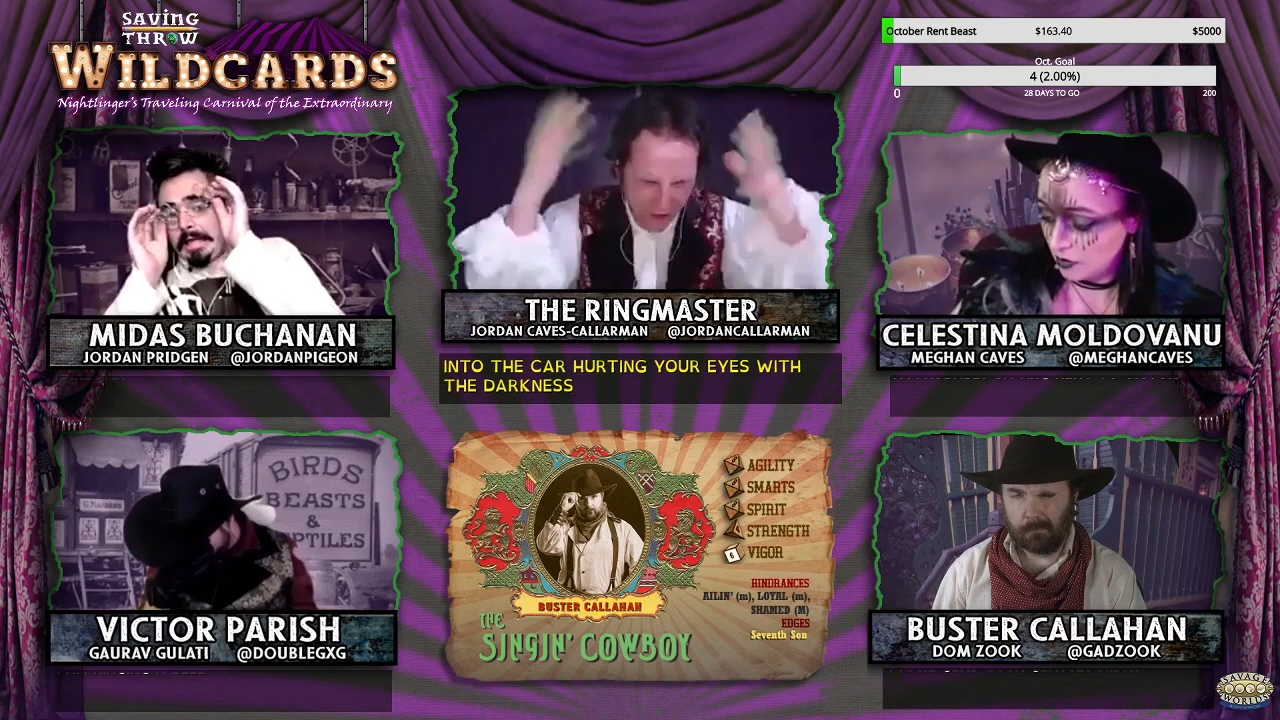 SAVING
THROW
WILDCARDS
Nightlinger's Traveling Carnival of the Extraordinary
October Rent Beast $163.40 $5000
Oct. Goal
4 (2.00%)
0 28 DAYS TO GO 200
MIDAS BUCHANAN
JORDAN PRIDGEN @JORDANPIGEON
THE RINGMASTER
JORDAN CAVES-CALLARMAN @JORDANCALLARMAN
INTO THE CAR HURTING YOUR EYES WITH
THE DARKNESS
CELESTINA MOLDOVANU
MEGHAN CAVES @MEGHANCAVES
BIRDS
BEASTS
&
VICTOR PARISH
GAURAV GULATI @DOUBLEGXG
AGILITY
SMARTS
SPIRIT
STRENGTH
6 VIGOR
HINDRANCES
AILIN' (m), LOYAL (m),
SHAMED (M)
EDGES
Seventh Son
BUSTER CALLAHAN
THE
SINGIN' COWBOY
BUSTER CALLAHAN
DOM ZOOK @GADZOOK
SAVAGE
WORLDS